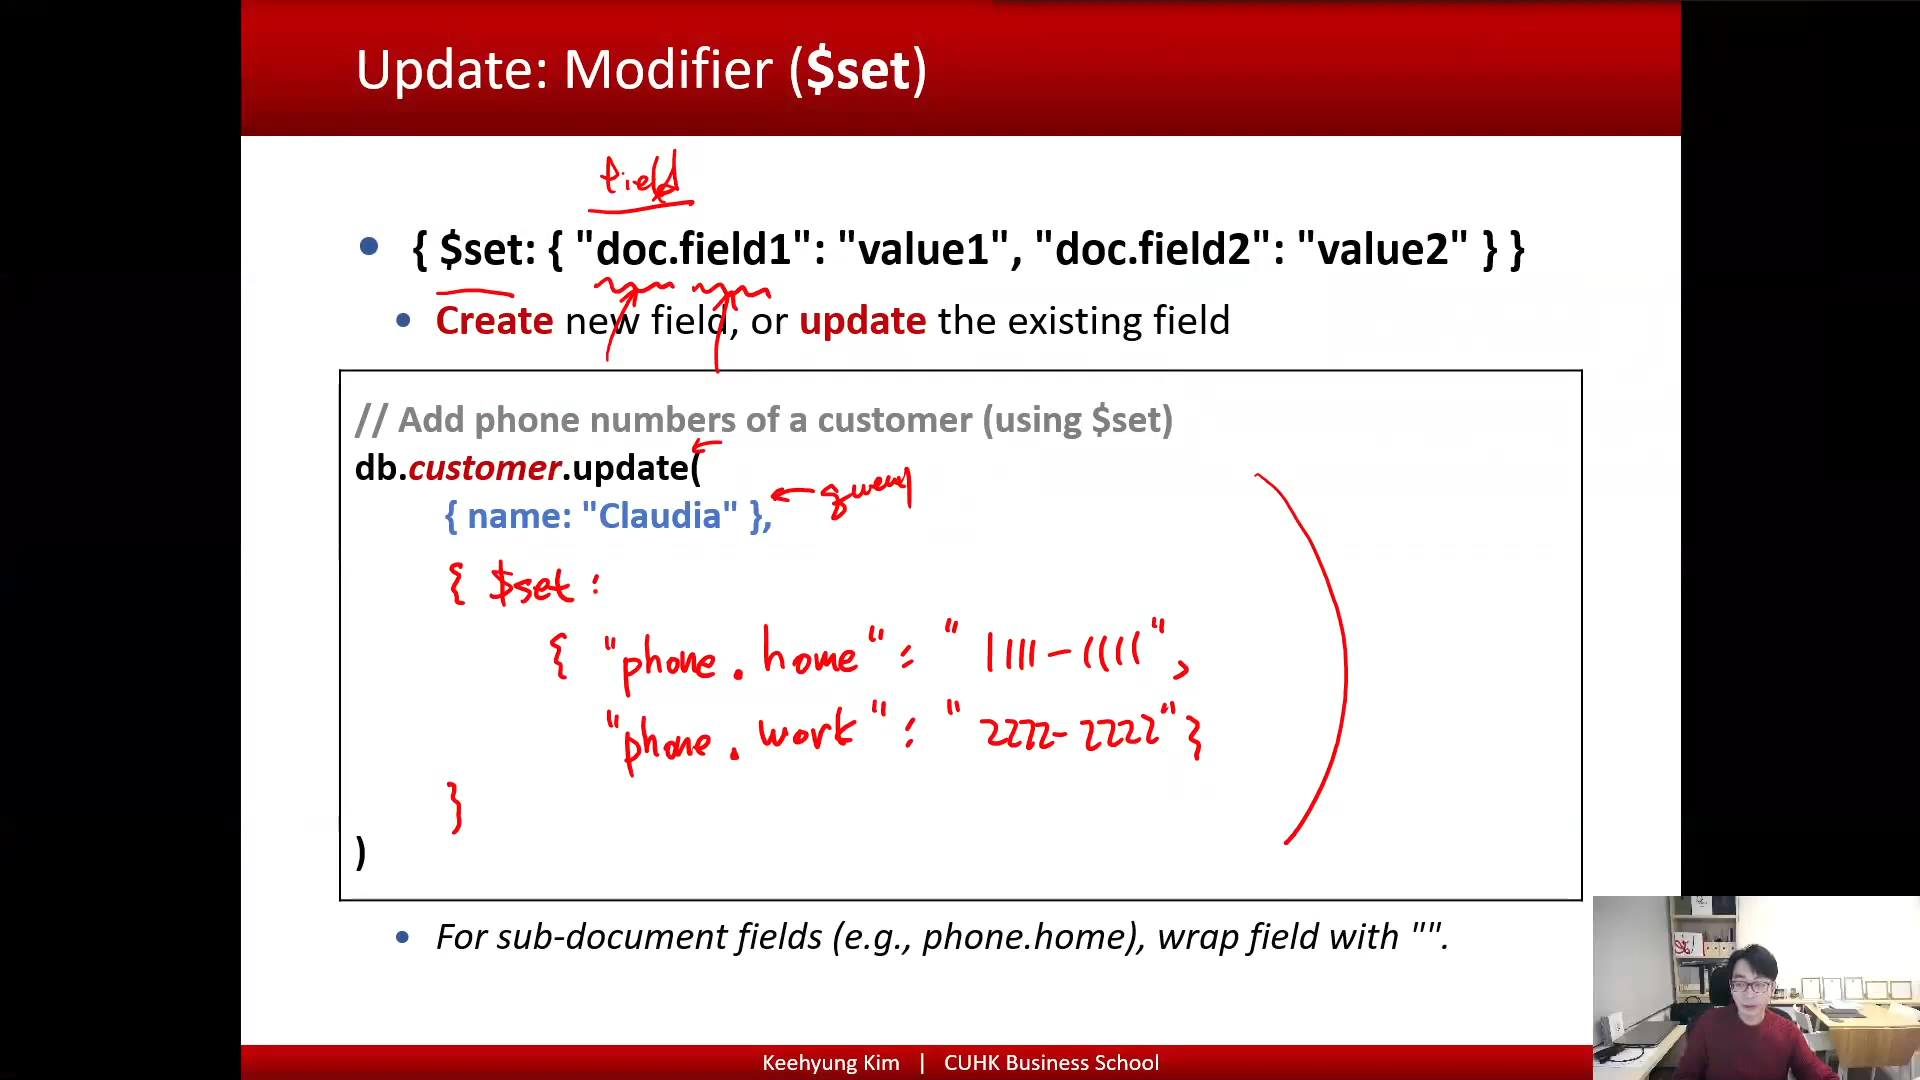 Update: Modifier ($set)
field
{ $set: { "doc.field1": "value1", "doc.field2": "value2" } }
Create new field, or update the existing field
// Add phone numbers of a customer (using $set)
db.customer.update(
query
{ name: "Claudia" },
{ $set :
{ "phone.home" : "1111-1111",
"phone.work" : "2222-2222" }
}
)
For sub-document fields (e.g., phone.home), wrap field with "".
Keehyung Kim | CUHK Business School